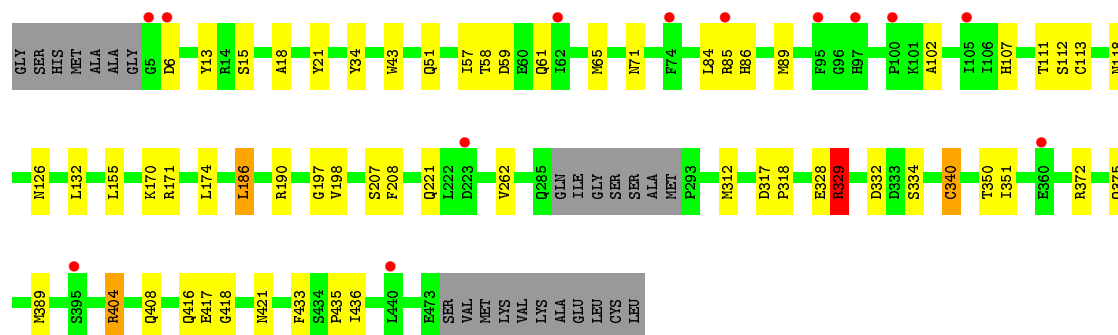 GLY SER HIS MET ALA ALA GLY G5 D6 Y13 R14 S15 A18 Y21 Y34 W43 Q51 I57 T58 D59 E60 Q61 I62 M65 N71 F74 L84 R85 H86 M89 F95 G96 H97 P100 K101 A102 I105 I106 H107 T111 S112 C113
N126 L132 L155 K170 R171 L174 L186 R190 G197 V198 S207 F208 Q221 L222 D223 V262 Q285 GLN ILE GLY SER SER ALA MET P293 M312 D317 P318 E328 R329 D332 D333 S334 C340 T350 I351 E360 R372
M389 S395 R404 Q408 Q416 E417 G418 N421 F433 S434 P435 I436 L440 E473 SER VAL MET LYS VAL LYS ALA GLU LEU CYS LEU